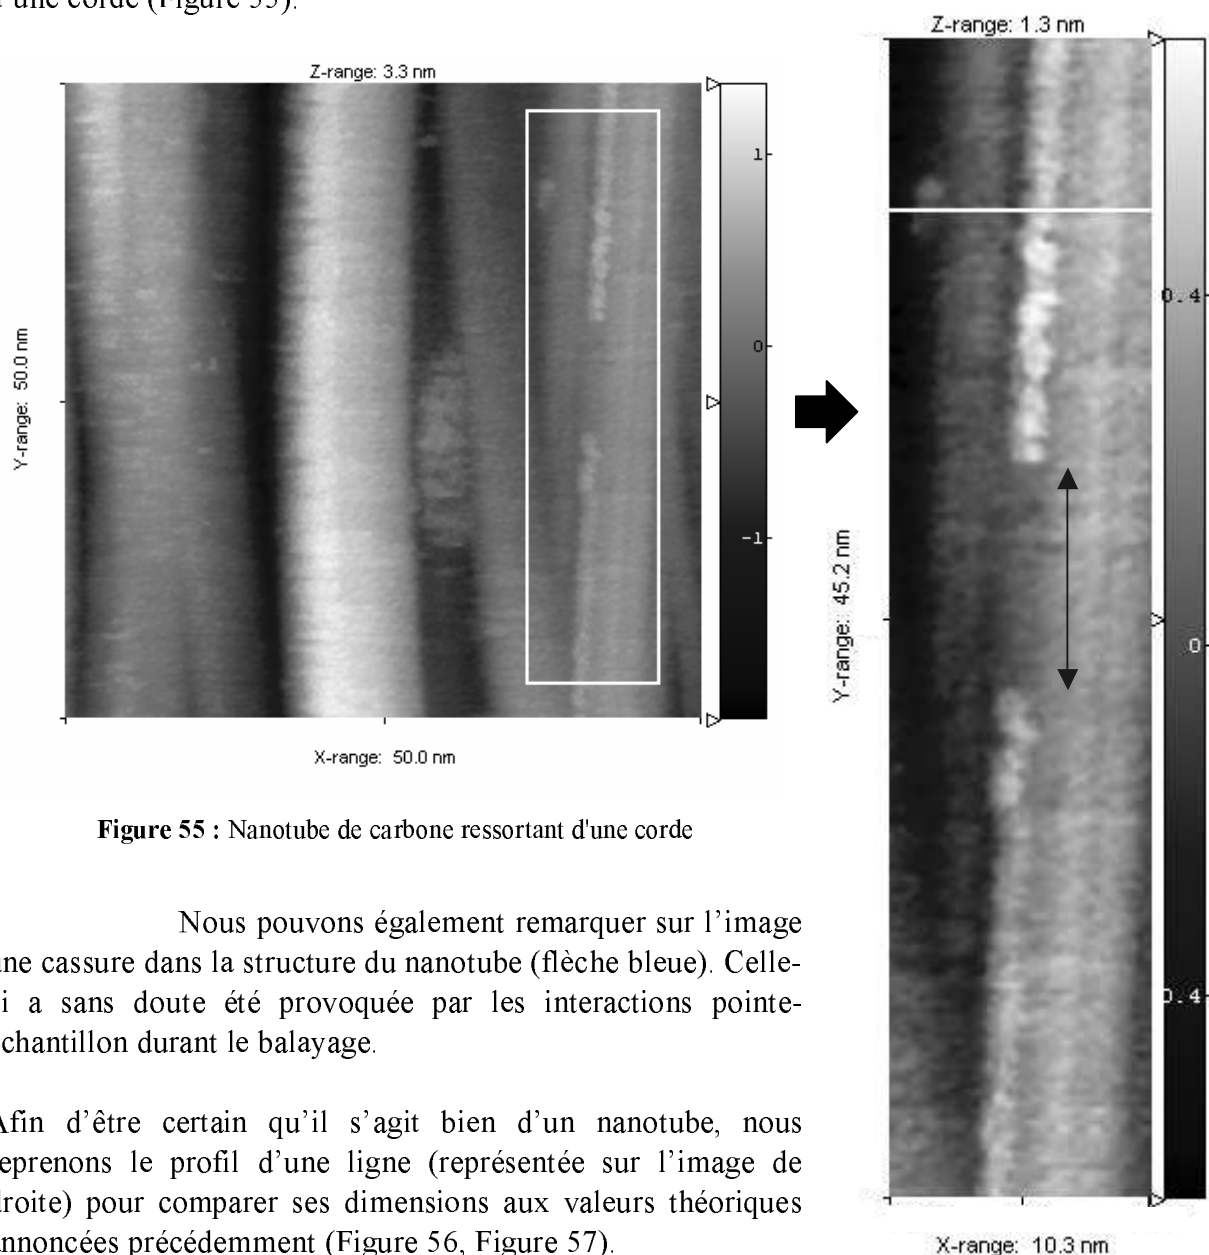 d'une corde (Figure 55).
Z-range: 3.3 nm
1
0
-1
Y-range: 50.0 nm
X-range: 50.0 nm
Figure 55 : Nanotube de carbone ressortant d'une corde
Nous pouvons également remarquer sur l'image
une cassure dans la structure du nanotube (flèche bleue). Celle-
i a sans doute été provoquée par les interactions pointe-
chantillon durant le balayage.
Afin d'être certain qu'il s'agit bien d'un nanotube, nous
reprenons le profil d'une ligne (représentée sur l'image de
droite) pour comparer ses dimensions aux valeurs théoriques
annoncées précédemment (Figure 56, Figure 57).
Z-range: 1.3 nm
0.4
0
0.4
Y-range: 45.2 nm
X-range: 10.3 nm